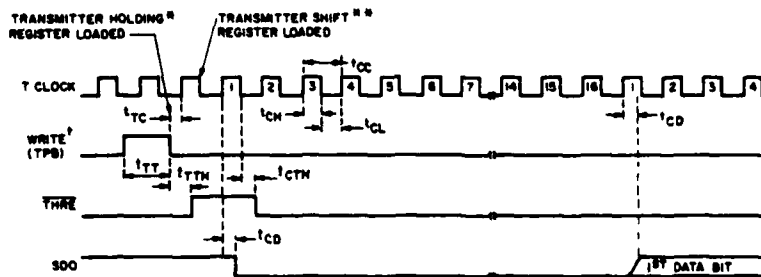 TRANSMITTER HOLDING*
REGISTER LOADED
TRANSMITTER SHIFT**
REGISTER LOADED
T CLOCK
1 2 3 4 5 6 7 14 15 16 1 2 3 4
tCC
tTC
tCH
tCL
tCD
WRITE†
(TPB)
tTT
tTTH
tCTH
THRE
tCD
SDO
1ST DATA BIT